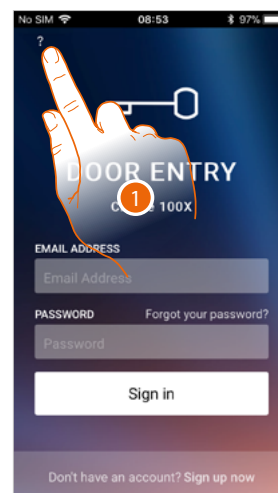 No SIM 08:53 97%
?
DOOR ENTRY
100X
1
EMAIL ADDRESS
Email Address
PASSWORD Forgot your password?
Password
Sign in
Don't have an account? Sign up now